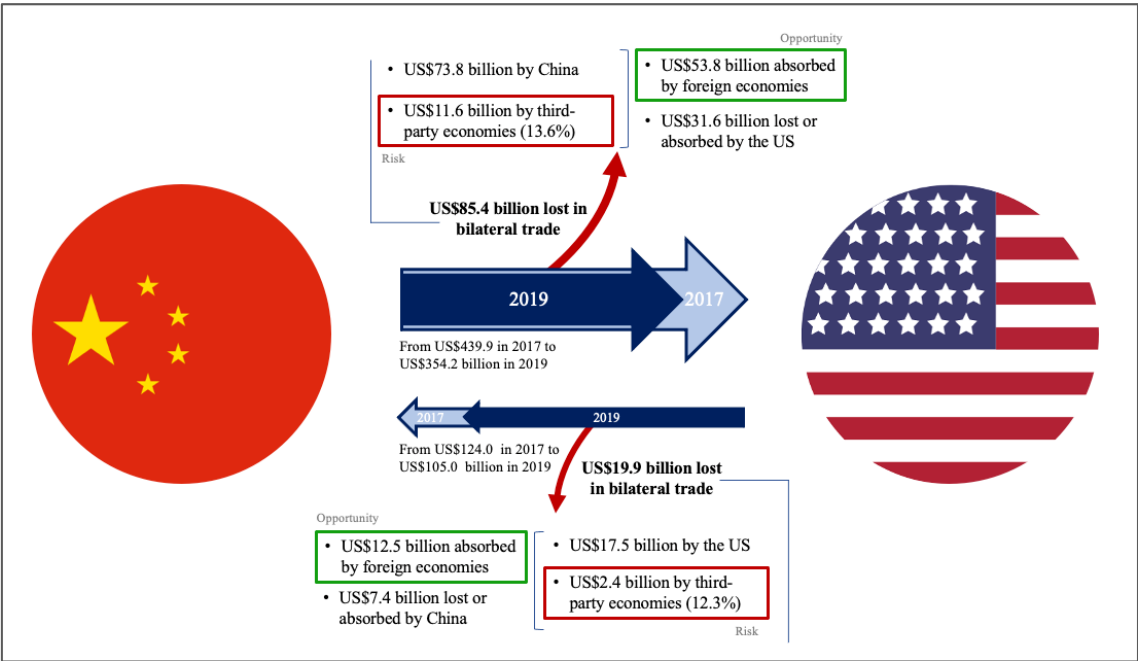 Opportunity
• US$73.8 billion by China
• US$11.6 billion by third-
party economies (13.6%)
Risk
• US$53.8 billion absorbed
by foreign economies
• US$31.6 billion lost or
absorbed by the US
US$85.4 billion lost in
bilateral trade
2019
2017
From US$439.9 in 2017 to
US$354.2 billion in 2019
2017
2019
From US$124.0 in 2017 to
US$105.0 billion in 2019
US$19.9 billion lost
in bilateral trade
Opportunity
• US$12.5 billion absorbed
by foreign economies
• US$7.4 billion lost or
absorbed by China
• US$17.5 billion by the US
• US$2.4 billion by third-
party economies (12.3%)
Risk